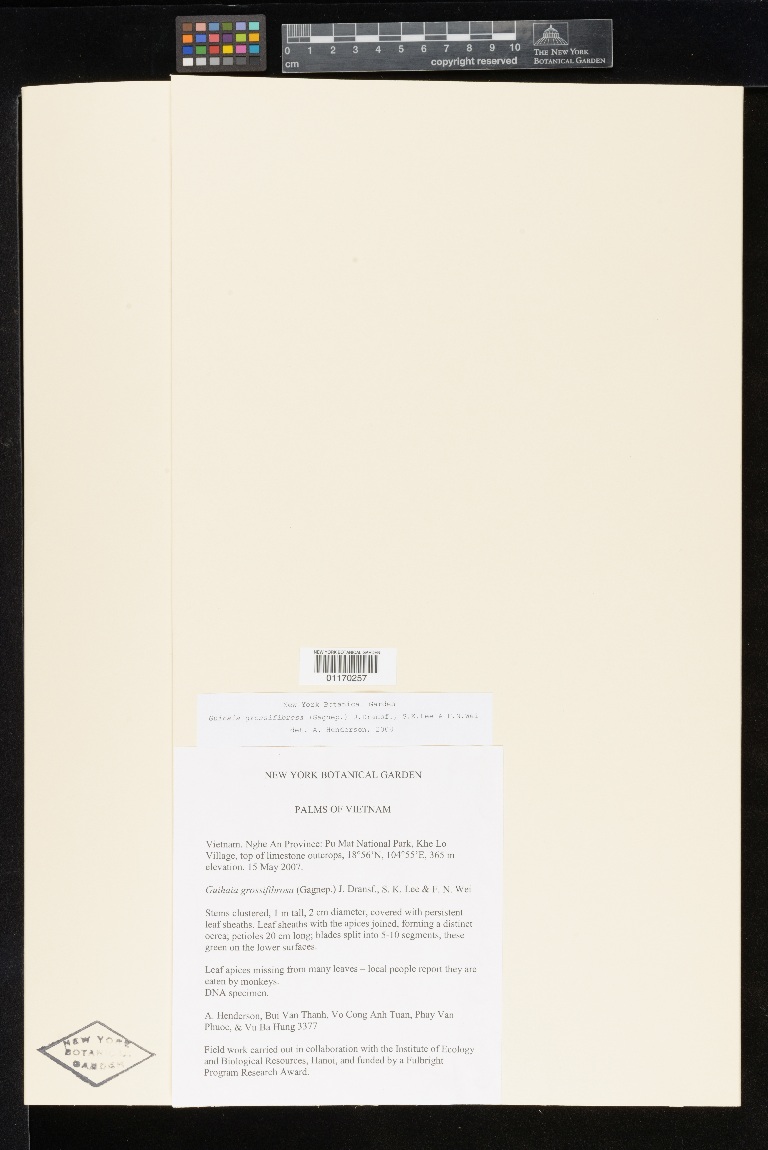 0 1 2 3 4 5 6 7 8 9 10
cm
copyright reserved
THE NEW YORK
BOTANICAL GARDEN
NEW YORK BOTANICAL GARDEN
01170257
New York Botanical Garden
Guihaia grossifibrosa (Gagnep.) J.Dransf., S.K.Lee & F.N.Wei
det. A. Henderson,
NEW YORK BOTANICAL GARDEN
PALMS OF VIETNAM
Vietnam. Nghe An Province: Pu Mat National Park, Khe Lo
Village, top of limestone outcrops, 18°56'N, 104°55'E, 365 m
elevation. 15 May 2007.
Guihaia grossifibrosa (Gagnep.) J. Dransf., S. K. Lee & F. N. Wei
Stems clustered, 1 m tall, 2 cm diameter, covered with persistent
leaf sheaths. Leaf sheaths with the apices joined, forming a distinct
ocrea; petioles 20 cm long; blades split into 5-10 segments, these
green on the lower surfaces.
Leaf apices missing from many leaves – local people report they are
eaten by monkeys.
DNA specimen.
A. Henderson, Bui Van Thanh, Vo Cong Anh Tuan, Phay Van
Phuoc, & Vu Ba Hung 3377
Field work carried out in collaboration with the Institute of Ecology
and Biological Resources, Hanoi, and funded by a Fulbright
Program Research Award.
NEW YORK
BOTANICAL
GARDEN